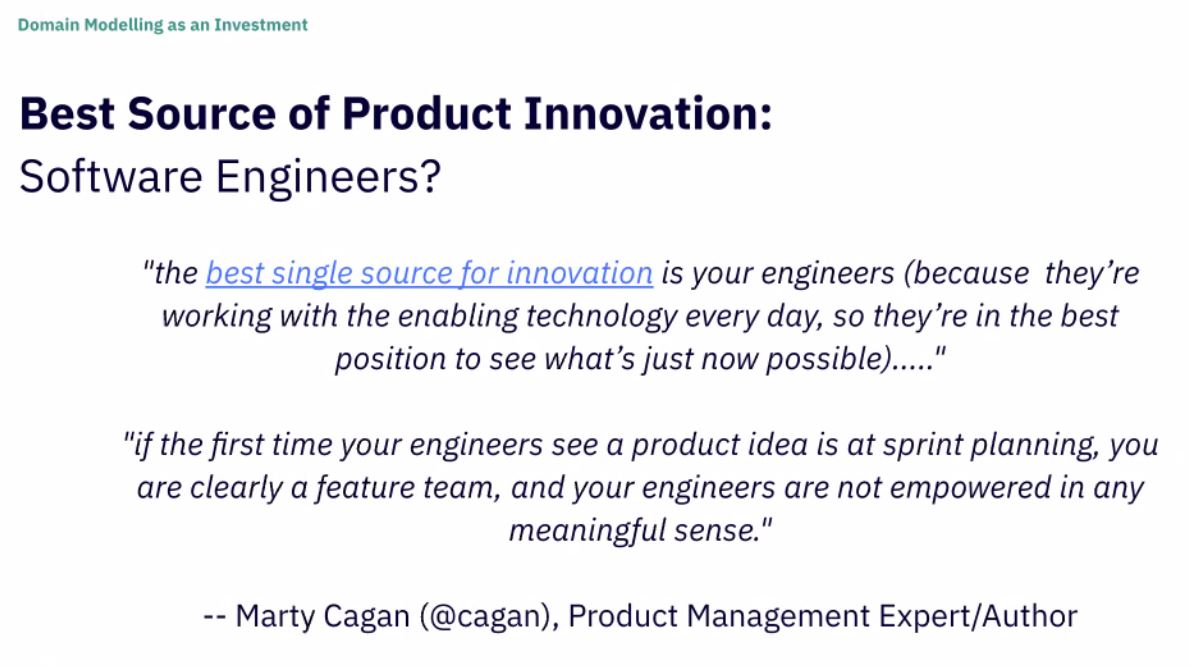 Domain Modelling as an Investment
Best Source of Product Innovation:
Software Engineers?
"the best single source for innovation is your engineers (because  they’re
working with the enabling technology every day, so they’re in the best
position to see what’s just now possible)....."
"if the first time your engineers see a product idea is at sprint planning, you
are clearly a feature team, and your engineers are not empowered in any
meaningful sense."
-- Marty Cagan (@cagan), Product Management Expert/Author